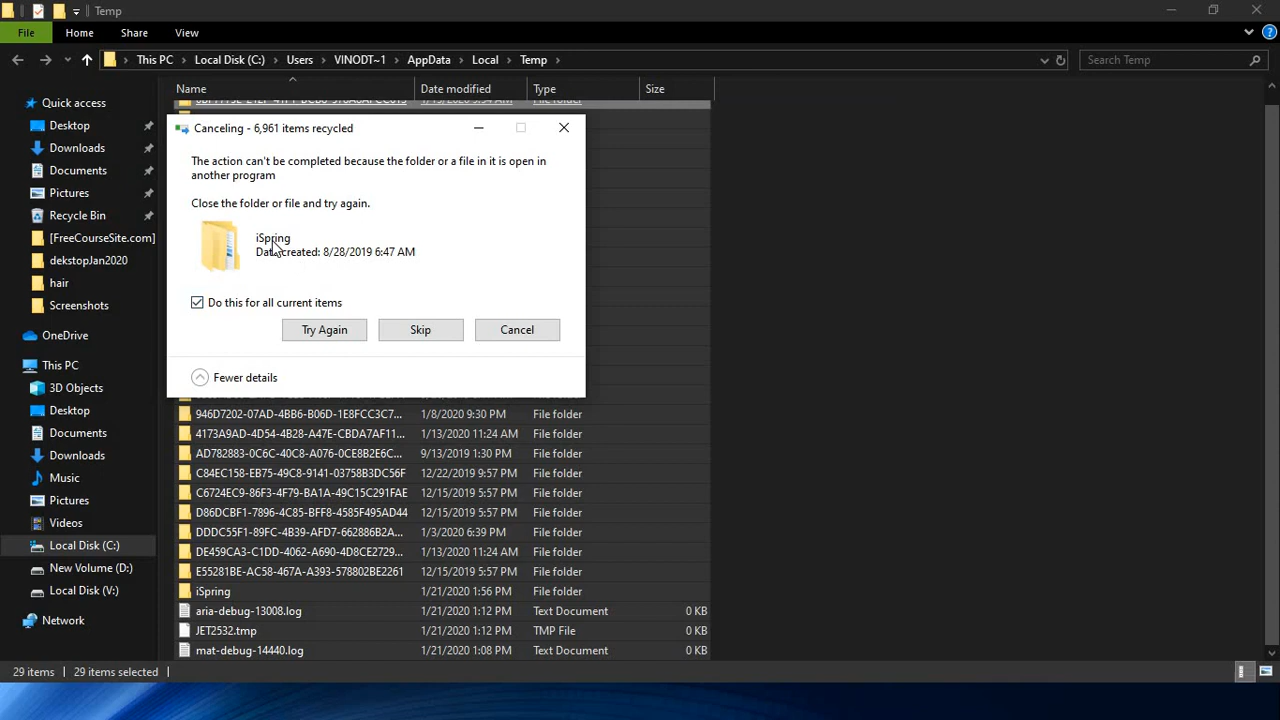 Temp
File Home Share View
This PC Local Disk (C:) Users VINODT~1 AppData Local Temp
Search Temp
Quick access
Desktop
Downloads
Documents
Pictures
Recycle Bin
[FreeCourseSite.com]
dekstopJan2020
hair
Screenshots
OneDrive
This PC
3D Objects
Desktop
Documents
Downloads
Music
Pictures
Videos
Local Disk (C:)
New Volume (D:)
Local Disk (V:)
Network
Name Date modified Type Size
Canceling - 6,961 items recycled
The action can't be completed because the folder or a file in it is open in
another program
Close the folder or file and try again.
iSpring
Date created: 8/28/2019 6:47 AM
Do this for all current items
Try Again Skip Cancel
Fewer details
946D7202-07AD-4BB6-B06D-1E8FCC3C7... 1/8/2020 9:30 PM File folder
4173A9AD-4D54-4B28-A47E-CBDA7AF11... 1/13/2020 11:24 AM File folder
AD782883-0C6C-40C8-A076-0CE8B2E6C... 9/13/2019 1:30 PM File folder
C84EC158-EB75-49C8-9141-03758B3DC56F 12/22/2019 9:57 PM File folder
C6724EC9-86F3-4F79-BA1A-49C15C291FAE 12/15/2019 5:57 PM File folder
D86DCBF1-7896-4C85-BFF8-4585F495AD44 12/15/2019 5:57 PM File folder
DDDC55F1-89FC-4B39-AFD7-662886B2A... 1/3/2020 6:39 PM File folder
DE459CA3-C1DD-4062-A690-4D8CE2729... 1/13/2020 11:24 AM File folder
E55281BE-AC58-467A-A393-578802BE2261 12/15/2019 5:57 PM File folder
iSpring 1/21/2020 1:56 PM File folder
aria-debug-13008.log 1/21/2020 1:12 PM Text Document 0 KB
JET2532.tmp 1/21/2020 1:12 PM TMP File 0 KB
mat-debug-14440.log 1/21/2020 1:08 PM Text Document 0 KB
29 items 29 items selected